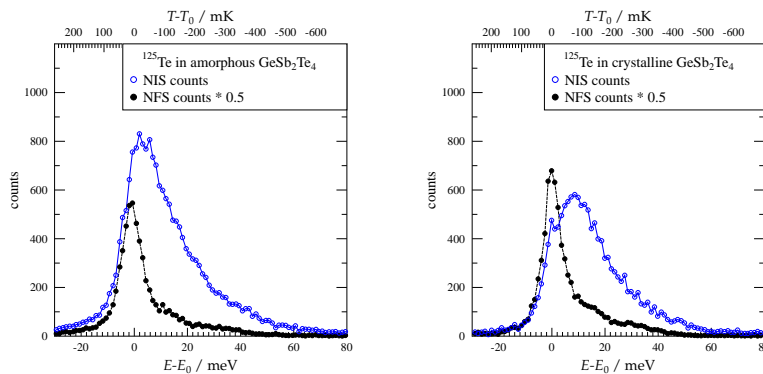 T-T0 / mK
200 100 0 -100 -200 -300 -400 -500 -600
125Te in amorphous GeSb2Te4
NIS counts
NFS counts * 0.5
counts
1000
800
600
400
200
0
-20 0 20 40 60 80
E-E0 / meV
T-T0 / mK
200 100 0 -100 -200 -300 -400 -500 -600
125Te in crystalline GeSb2Te4
NIS counts
NFS counts * 0.5
counts
1000
800
600
400
200
0
-20 0 20 40 60 80
E-E0 / meV